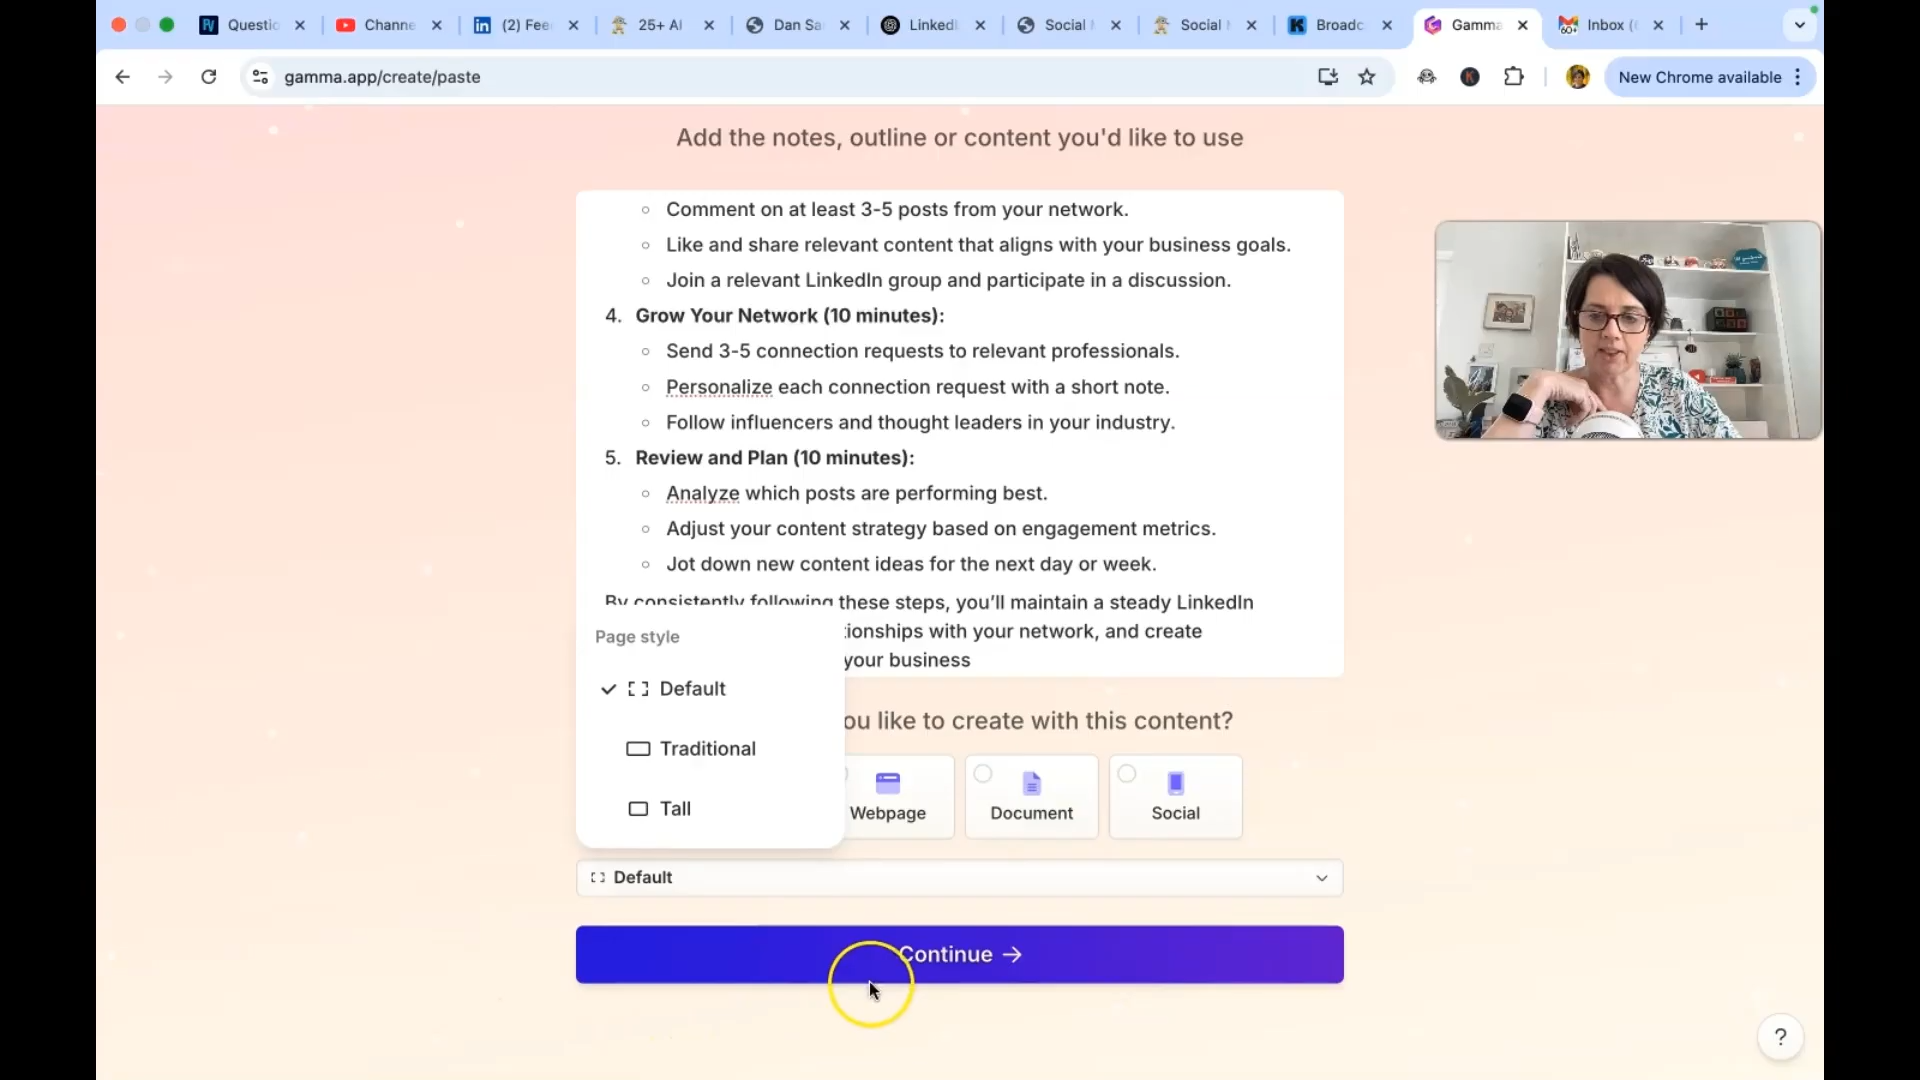 Questio
Channe
(2) Fee
25+ AI
Dan Sa
LinkedI
Social
Social
Broadc
Gamma
Inbox (
gamma.app/create/paste
New Chrome available
Add the notes, outline or content you'd like to use
Comment on at least 3-5 posts from your network.
Like and share relevant content that aligns with your business goals.
Join a relevant LinkedIn group and participate in a discussion.
4. Grow Your Network (10 minutes):
Send 3-5 connection requests to relevant professionals.
Personalize each connection request with a short note.
Follow influencers and thought leaders in your industry.
5. Review and Plan (10 minutes):
Analyze which posts are performing best.
Adjust your content strategy based on engagement metrics.
Jot down new content ideas for the next day or week.
By consistently following these steps, you'll maintain a steady LinkedIn
tionships with your network, and create
your business
Page style
Default
Traditional
Tall
ou like to create with this content?
Webpage
Document
Social
Default
Continue →
?